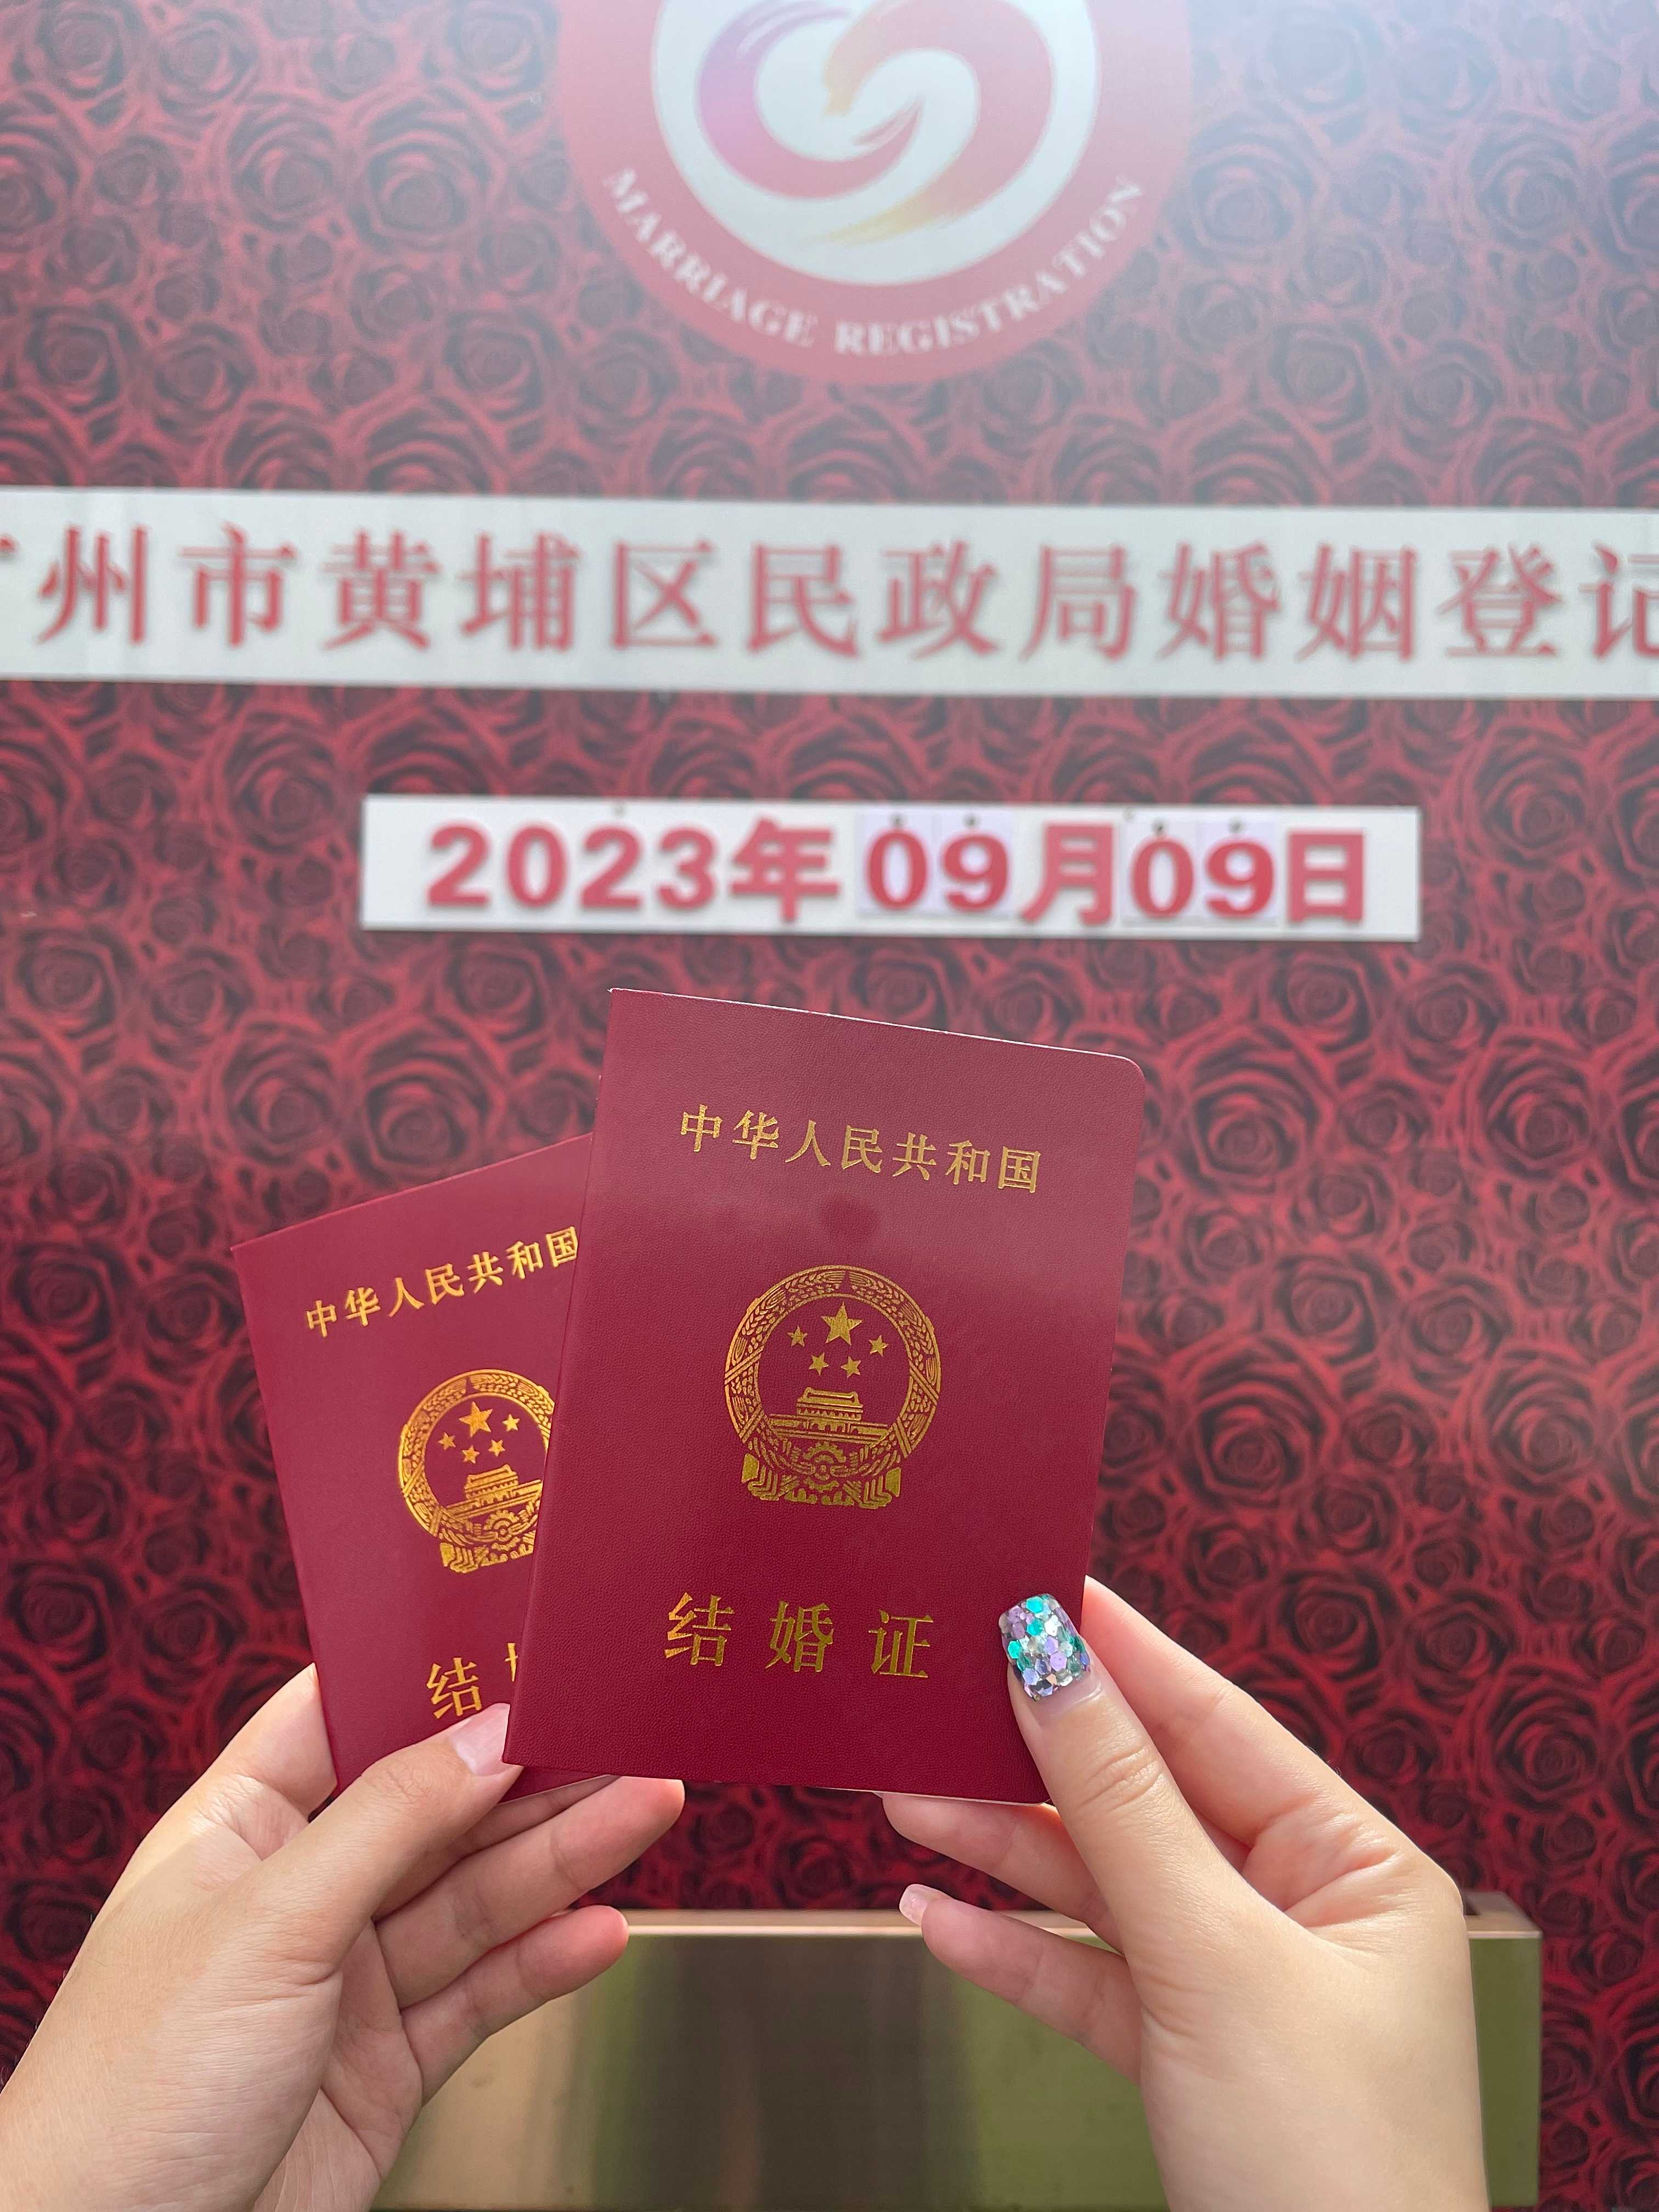 MARRIAGE REGISTRATION
州市黄埔区民政局婚姻登记
2023年09月09日
中华人民共和国
结婚证
中华人民共和国
结